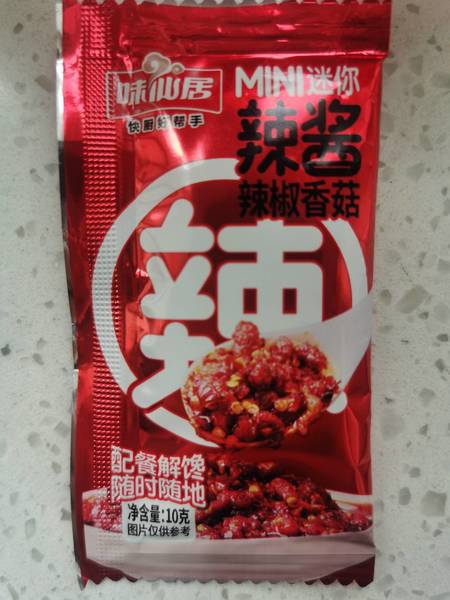 味仙居
快厨好帮手
MINI迷你
辣酱
辣椒香菇
辣
配餐解馋
随时随地
净含量:10克
图片仅供参考